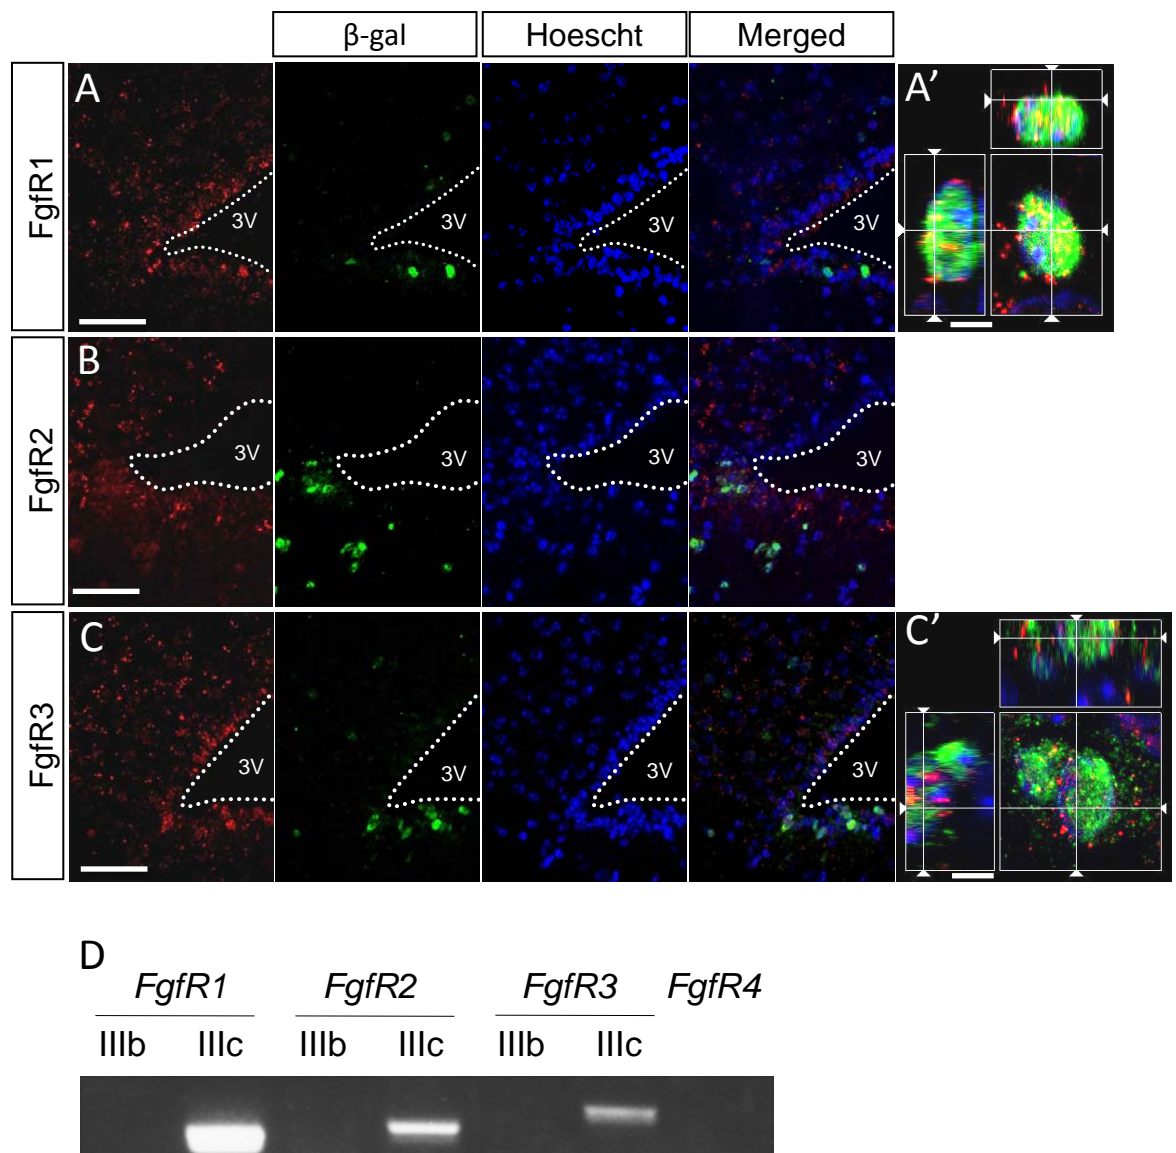 β-gal Hoescht Merged
FgfR1
A
3V 3V 3V 3V
A’
FgfR2
B
3V 3V 3V 3V
FgfR3
C
3V 3V 3V 3V
C’
D
FgfR1 FgfR2 FgfR3 FgfR4
IIIb IIIc IIIb IIIc IIIb IIIc